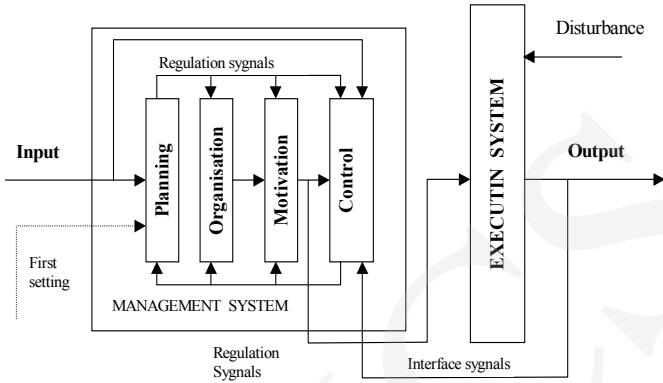 Disturbance
Regulation sygnals
Input
Planning
Organisation
Motivation
Control
EXECUTIN SYSTEM
Output
First
setting
MANAGEMENT SYSTEM
Regulation
Sygnals
Interface sygnals